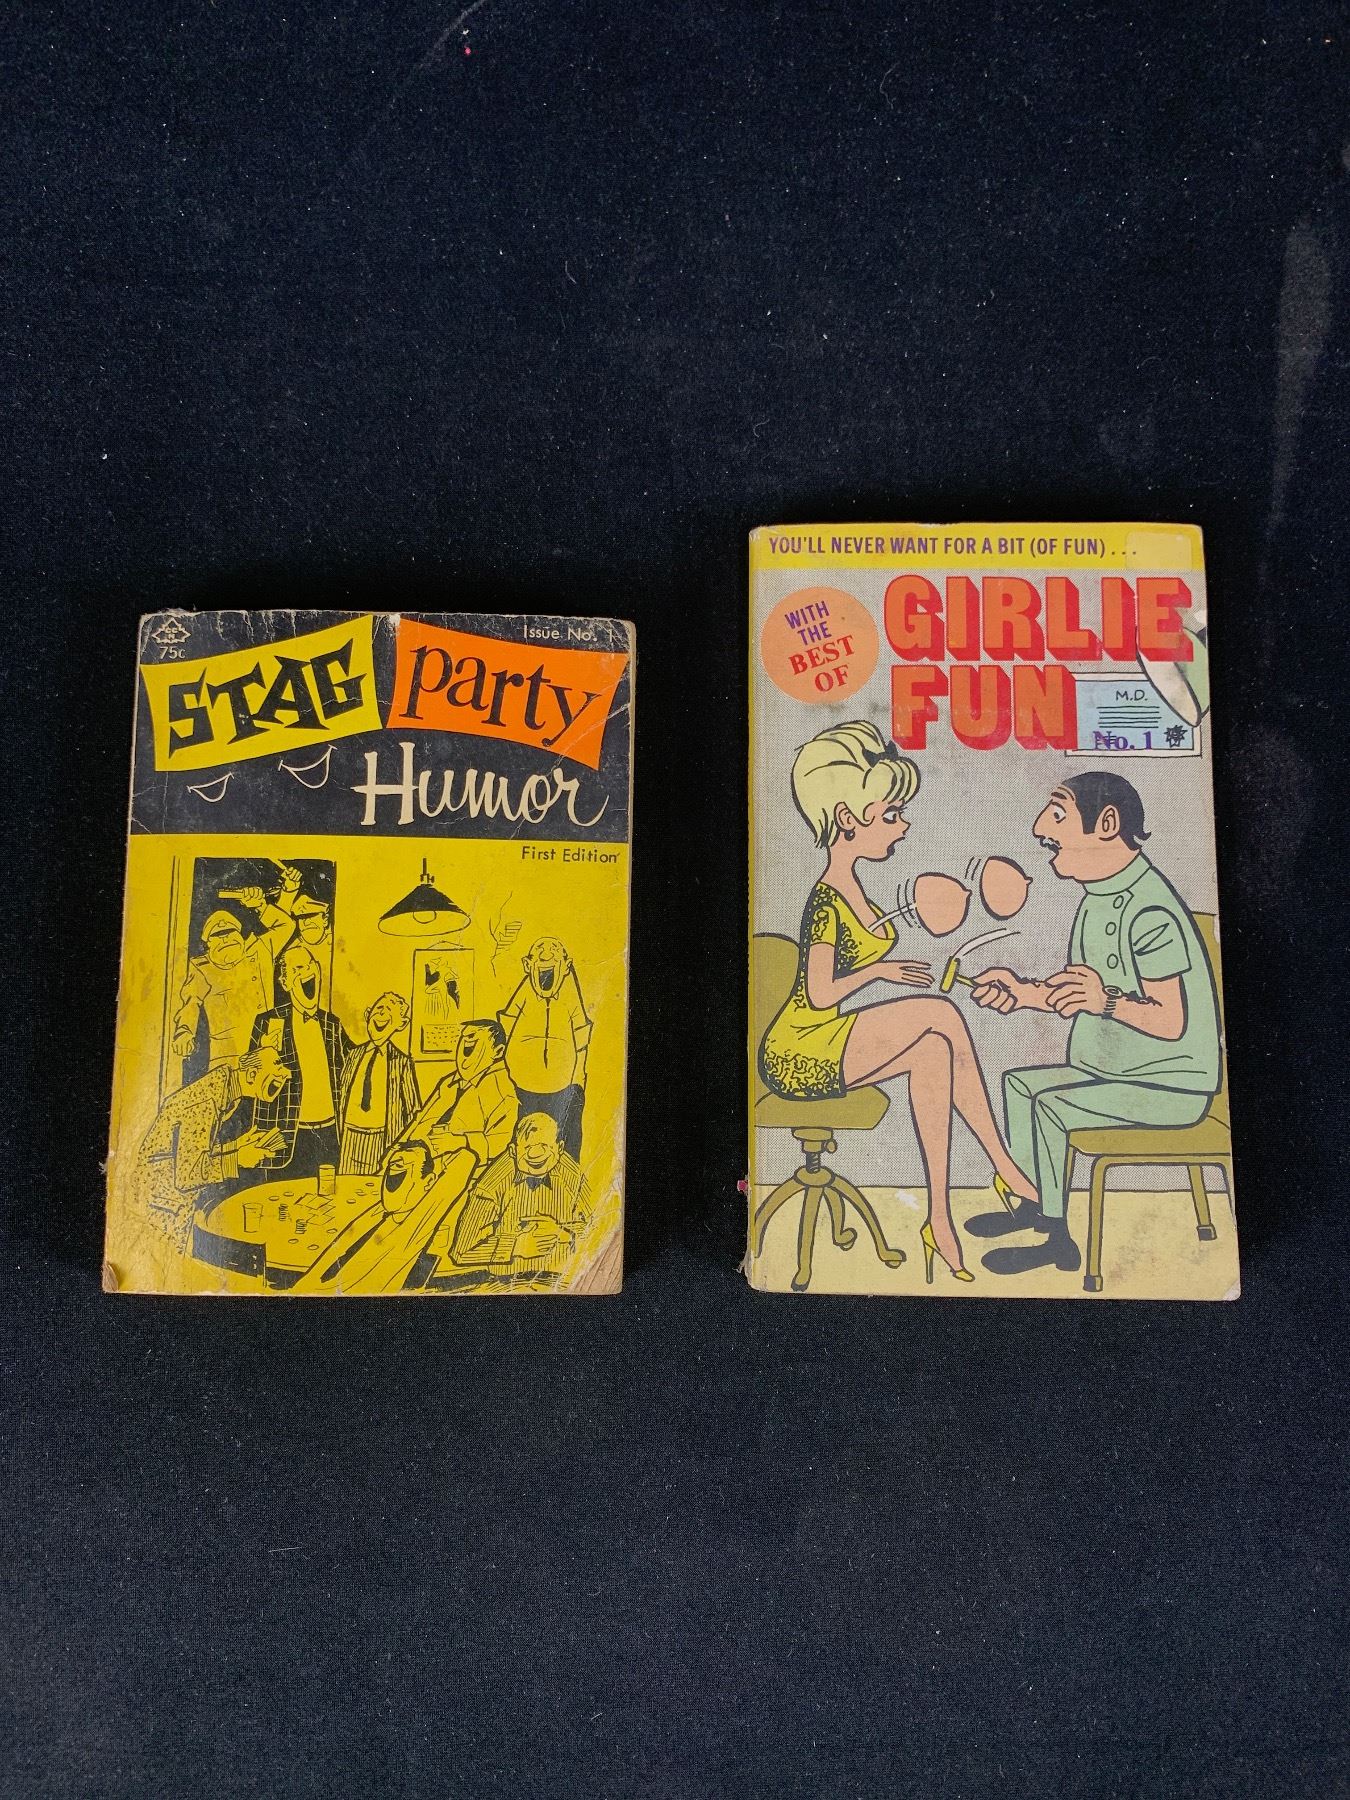 Issue No. 1
75c
STAG party
Humor
First Edition
YOU'LL NEVER WANT FOR A BIT (OF FUN)...
WITH
THE
BEST
OF
GIRLIE
FUN
M.D.
No. 1